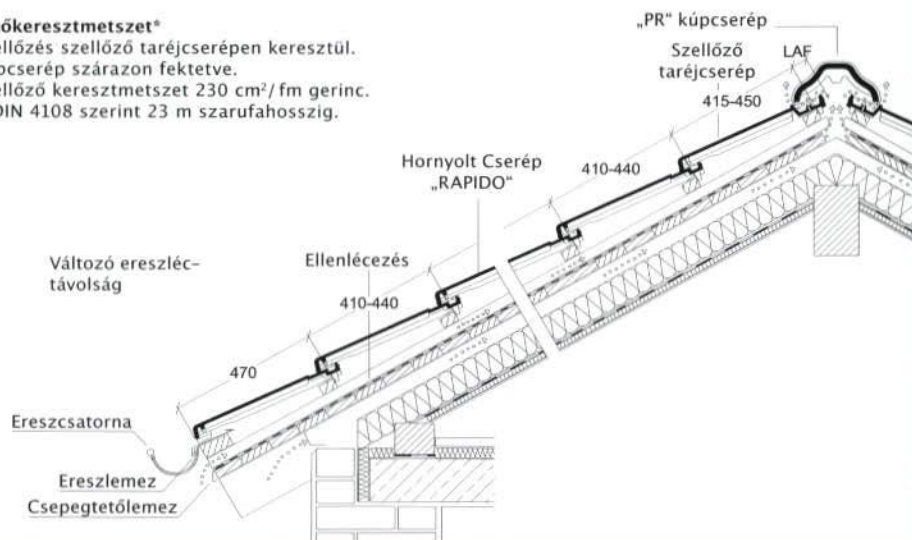 őkeresztmetszet*
ellőzés szellőző taréjcserépen keresztül.
pcserép szárazon fektetve.
ellőző keresztmetszet 230 cm²/fm gerinc.
DIN 4108 szerint 23 m szarufahosszig.
„PR“ kúpcserép
Szellőző
taréjcserép
LAF
415-450
Hornyolt Cserép
„RAPIDO“
410-440
Változó ereszléc-
távolság
Ellenlécezés
410-440
470
Ereszcsatorna
Ereszlemez
Csepegtetőlemez